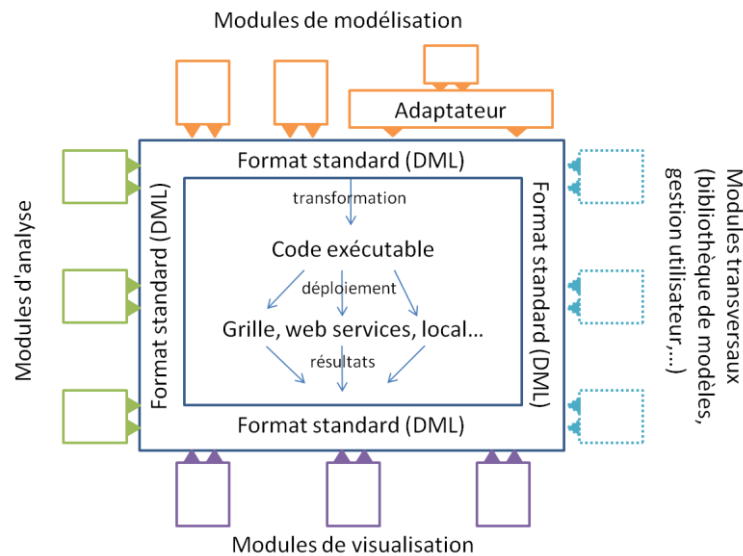 Modules de modélisation
Adaptateur
Format standard (DML)
transformation
Code exécutable
déploiement
Grille, web services, local...
résultats
Format standard (DML)
Modules d'analyse
Format standard (DML)
Format standard (DML)
Modules transversaux
(bibliothèque de modèles,
gestion utilisateur,...)
Modules de visualisation